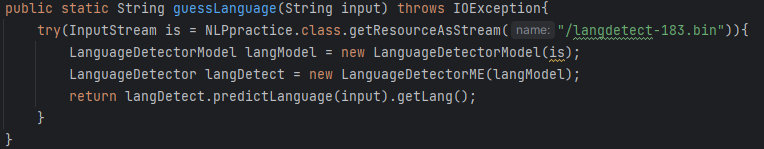 public static String guessLanguage(String input) throws IOException{
try(InputStream is = NLPpractice.class.getResourceAsStream( name: "/langdetect-183.bin")){
LanguageDetectorModel langModel = new LanguageDetectorModel(is);
LanguageDetector langDetect = new LanguageDetectorME(langModel);
return langDetect.predictLanguage(input).getLang();
}
}